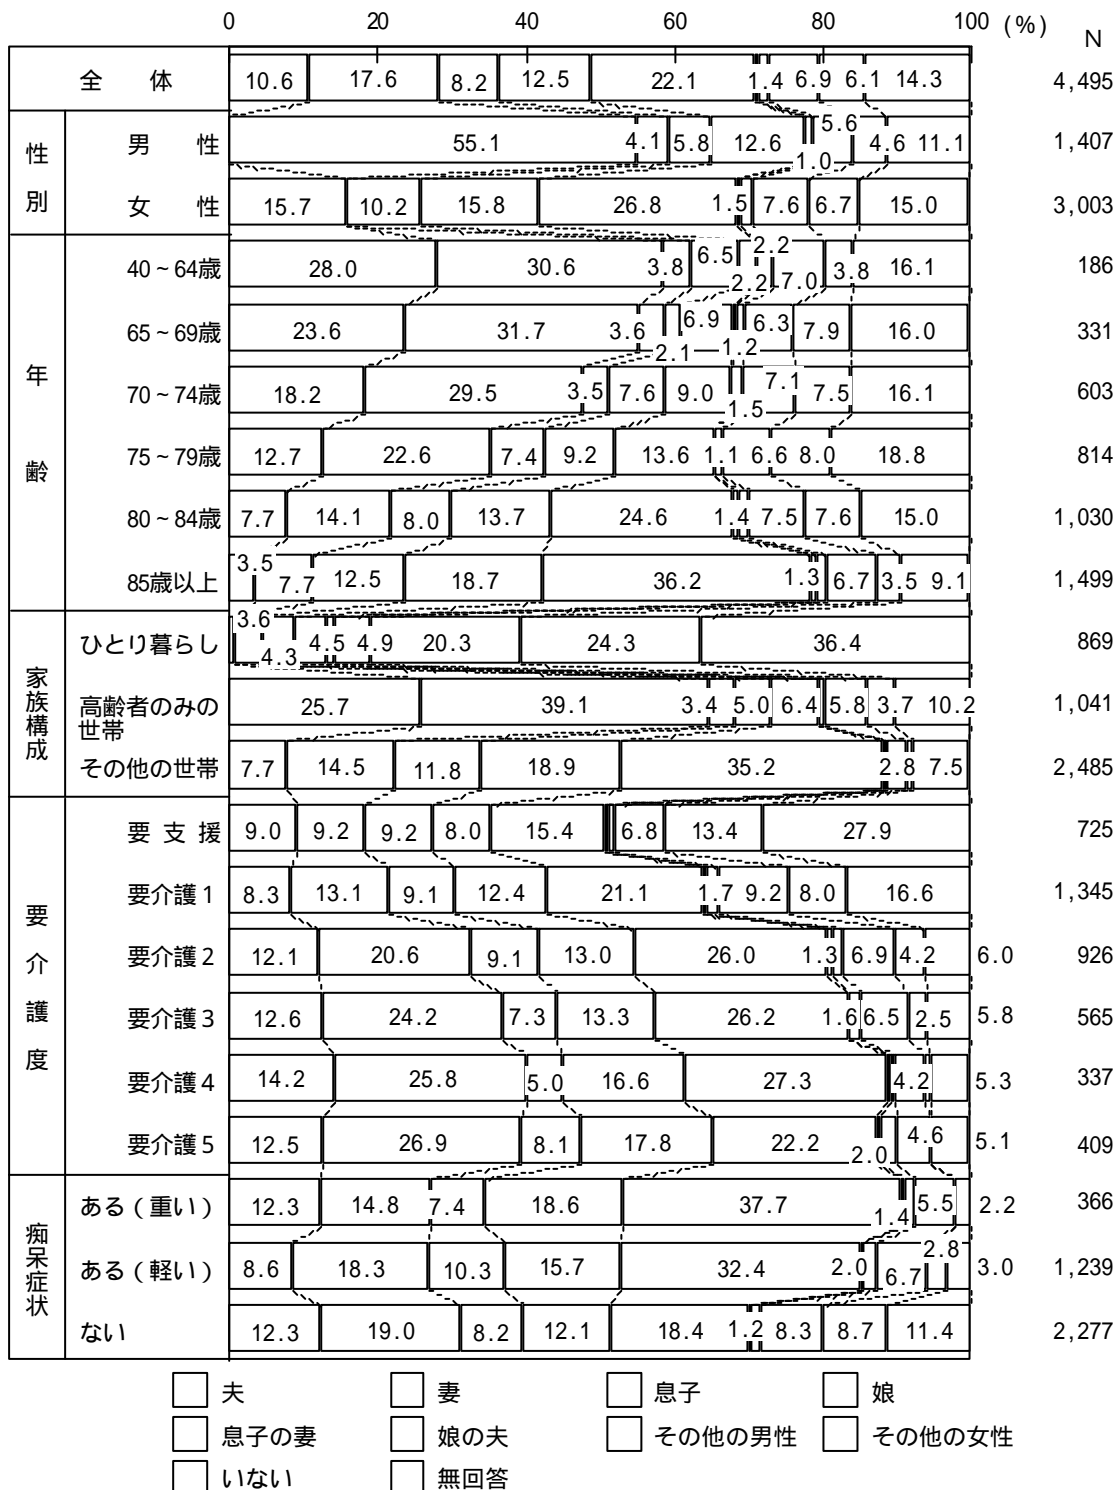 0 20 40 60 80 100 (%) N
全 体 10.6 17.6 8.2 12.5 22.1 1.4 6.9 6.1 14.3 4,495
性別
男 性 55.1 4.1 5.8 12.6 1.0 5.6 4.6 11.1 1,407
女 性 15.7 10.2 15.8 26.8 1.5 7.6 6.7 15.0 3,003
年齢
40~64歳 28.0 30.6 3.8 6.5 2.2 2.2 7.0 3.8 16.1 186
65~69歳 23.6 31.7 3.6 2.1 6.9 1.2 6.3 7.9 16.0 331
70~74歳 18.2 29.5 3.5 7.6 9.0 1.5 7.1 7.5 16.1 603
75~79歳 12.7 22.6 7.4 9.2 13.6 1.1 6.6 8.0 18.8 814
80~84歳 7.7 14.1 8.0 13.7 24.6 1.4 7.5 7.6 15.0 1,030
85歳以上 3.5 7.7 12.5 18.7 36.2 1.3 6.7 3.5 9.1 1,499
家族構成
ひとり暮らし 3.6 4.3 4.5 4.9 20.3 24.3 36.4 869
高齢者のみの
世帯 25.7 39.1 3.4 5.0 6.4 5.8 3.7 10.2 1,041
その他の世帯 7.7 14.5 11.8 18.9 35.2 2.8 7.5 2,485
要介護度
要 支 援 9.0 9.2 9.2 8.0 15.4 6.8 13.4 27.9 725
要介護1 8.3 13.1 9.1 12.4 21.1 1.7 9.2 8.0 16.6 1,345
要介護2 12.1 20.6 9.1 13.0 26.0 1.3 6.9 4.2 6.0 926
要介護3 12.6 24.2 7.3 13.3 26.2 1.6 6.5 2.5 5.8 565
要介護4 14.2 25.8 5.0 16.6 27.3 4.2 5.3 337
要介護5 12.5 26.9 8.1 17.8 22.2 2.0 4.6 5.1 409
痴呆症状
ある(重い) 12.3 14.8 7.4 18.6 37.7 1.4 5.5 2.2 366
ある(軽い) 8.6 18.3 10.3 15.7 32.4 2.0 6.7 2.8 3.0 1,239
ない 12.3 19.0 8.2 12.1 18.4 1.2 8.3 8.7 11.4 2,277
夫 妻 息子 娘
息子の妻 娘の夫 その他の男性 その他の女性
いない 無回答